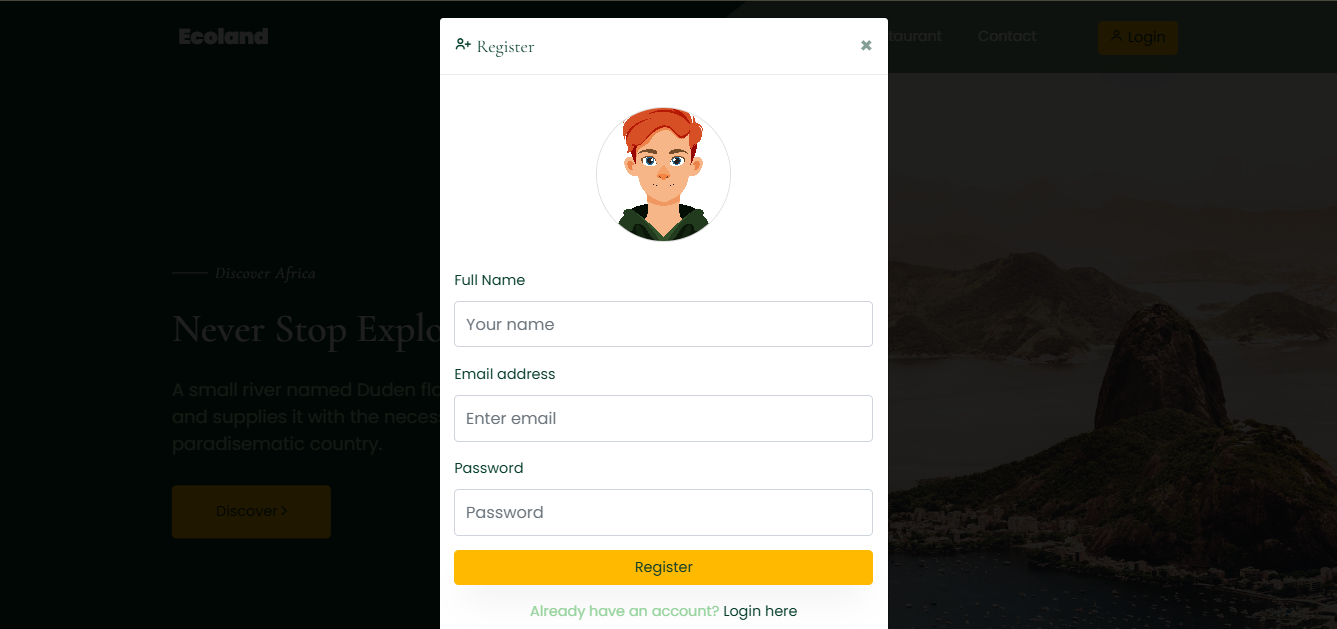 Ecoland
taurant Contact Login
Register ×
Discover Africa
Never Stop Explo
A small river named Duden flo
and supplies it with the neces
paradisematic country.
Discover
Full Name
Your name
Email address
Enter email
Password
Password
Register
Already have an account? Login here